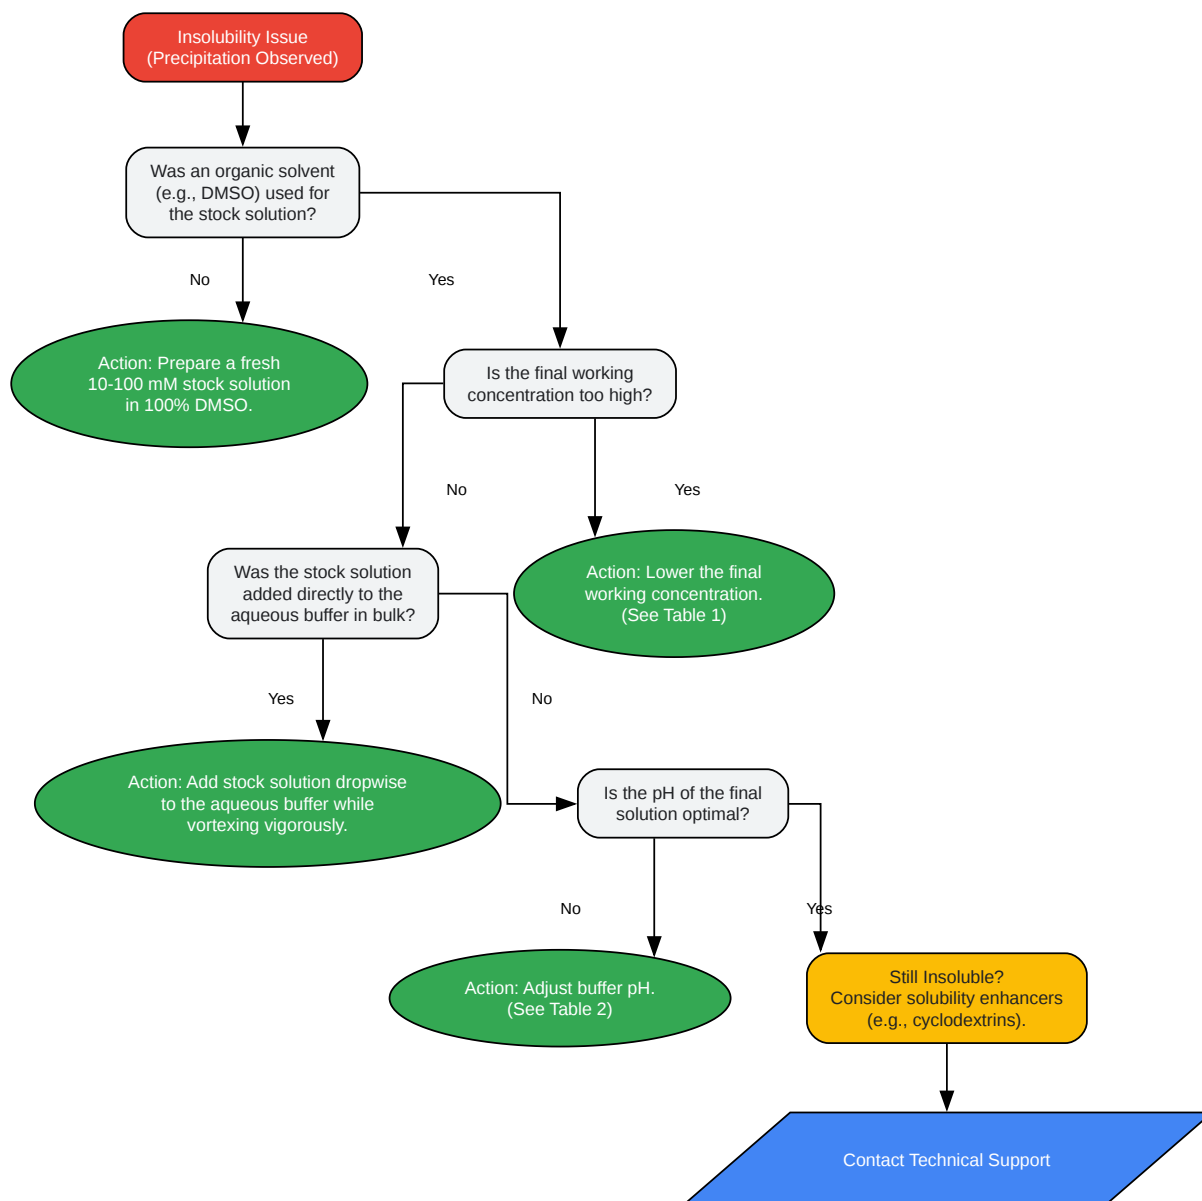 Insolubility Issue
(Precipitation Observed)
Was an organic solvent
(e.g., DMSO) used for
the stock solution?
No
Yes
Action: Prepare a fresh
10-100 mM stock solution
in 100% DMSO.
Is the final working
concentration too high?
No
Yes
Was the stock solution
added directly to the
aqueous buffer in bulk?
Action: Lower the final
working concentration.
(See Table 1)
Yes
No
Action: Add stock solution dropwise
to the aqueous buffer while
vortexing vigorously.
Is the pH of the final
solution optimal?
No
Yes
Action: Adjust buffer pH.
(See Table 2)
Still Insoluble?
Consider solubility enhancers
(e.g., cyclodextrins).
Contact Technical Support